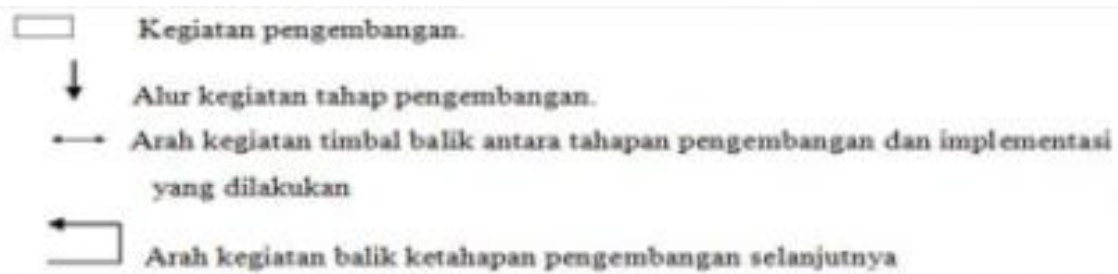 Kegiatan pengembangan.
Alur kegiatan tahap pengembangan.
Arah kegiatan timbal balik antara tahapan pengembangan dan implementasi
yang dilakukan
Arah kegiatan balik ketahapan pengembangan selanjutnya